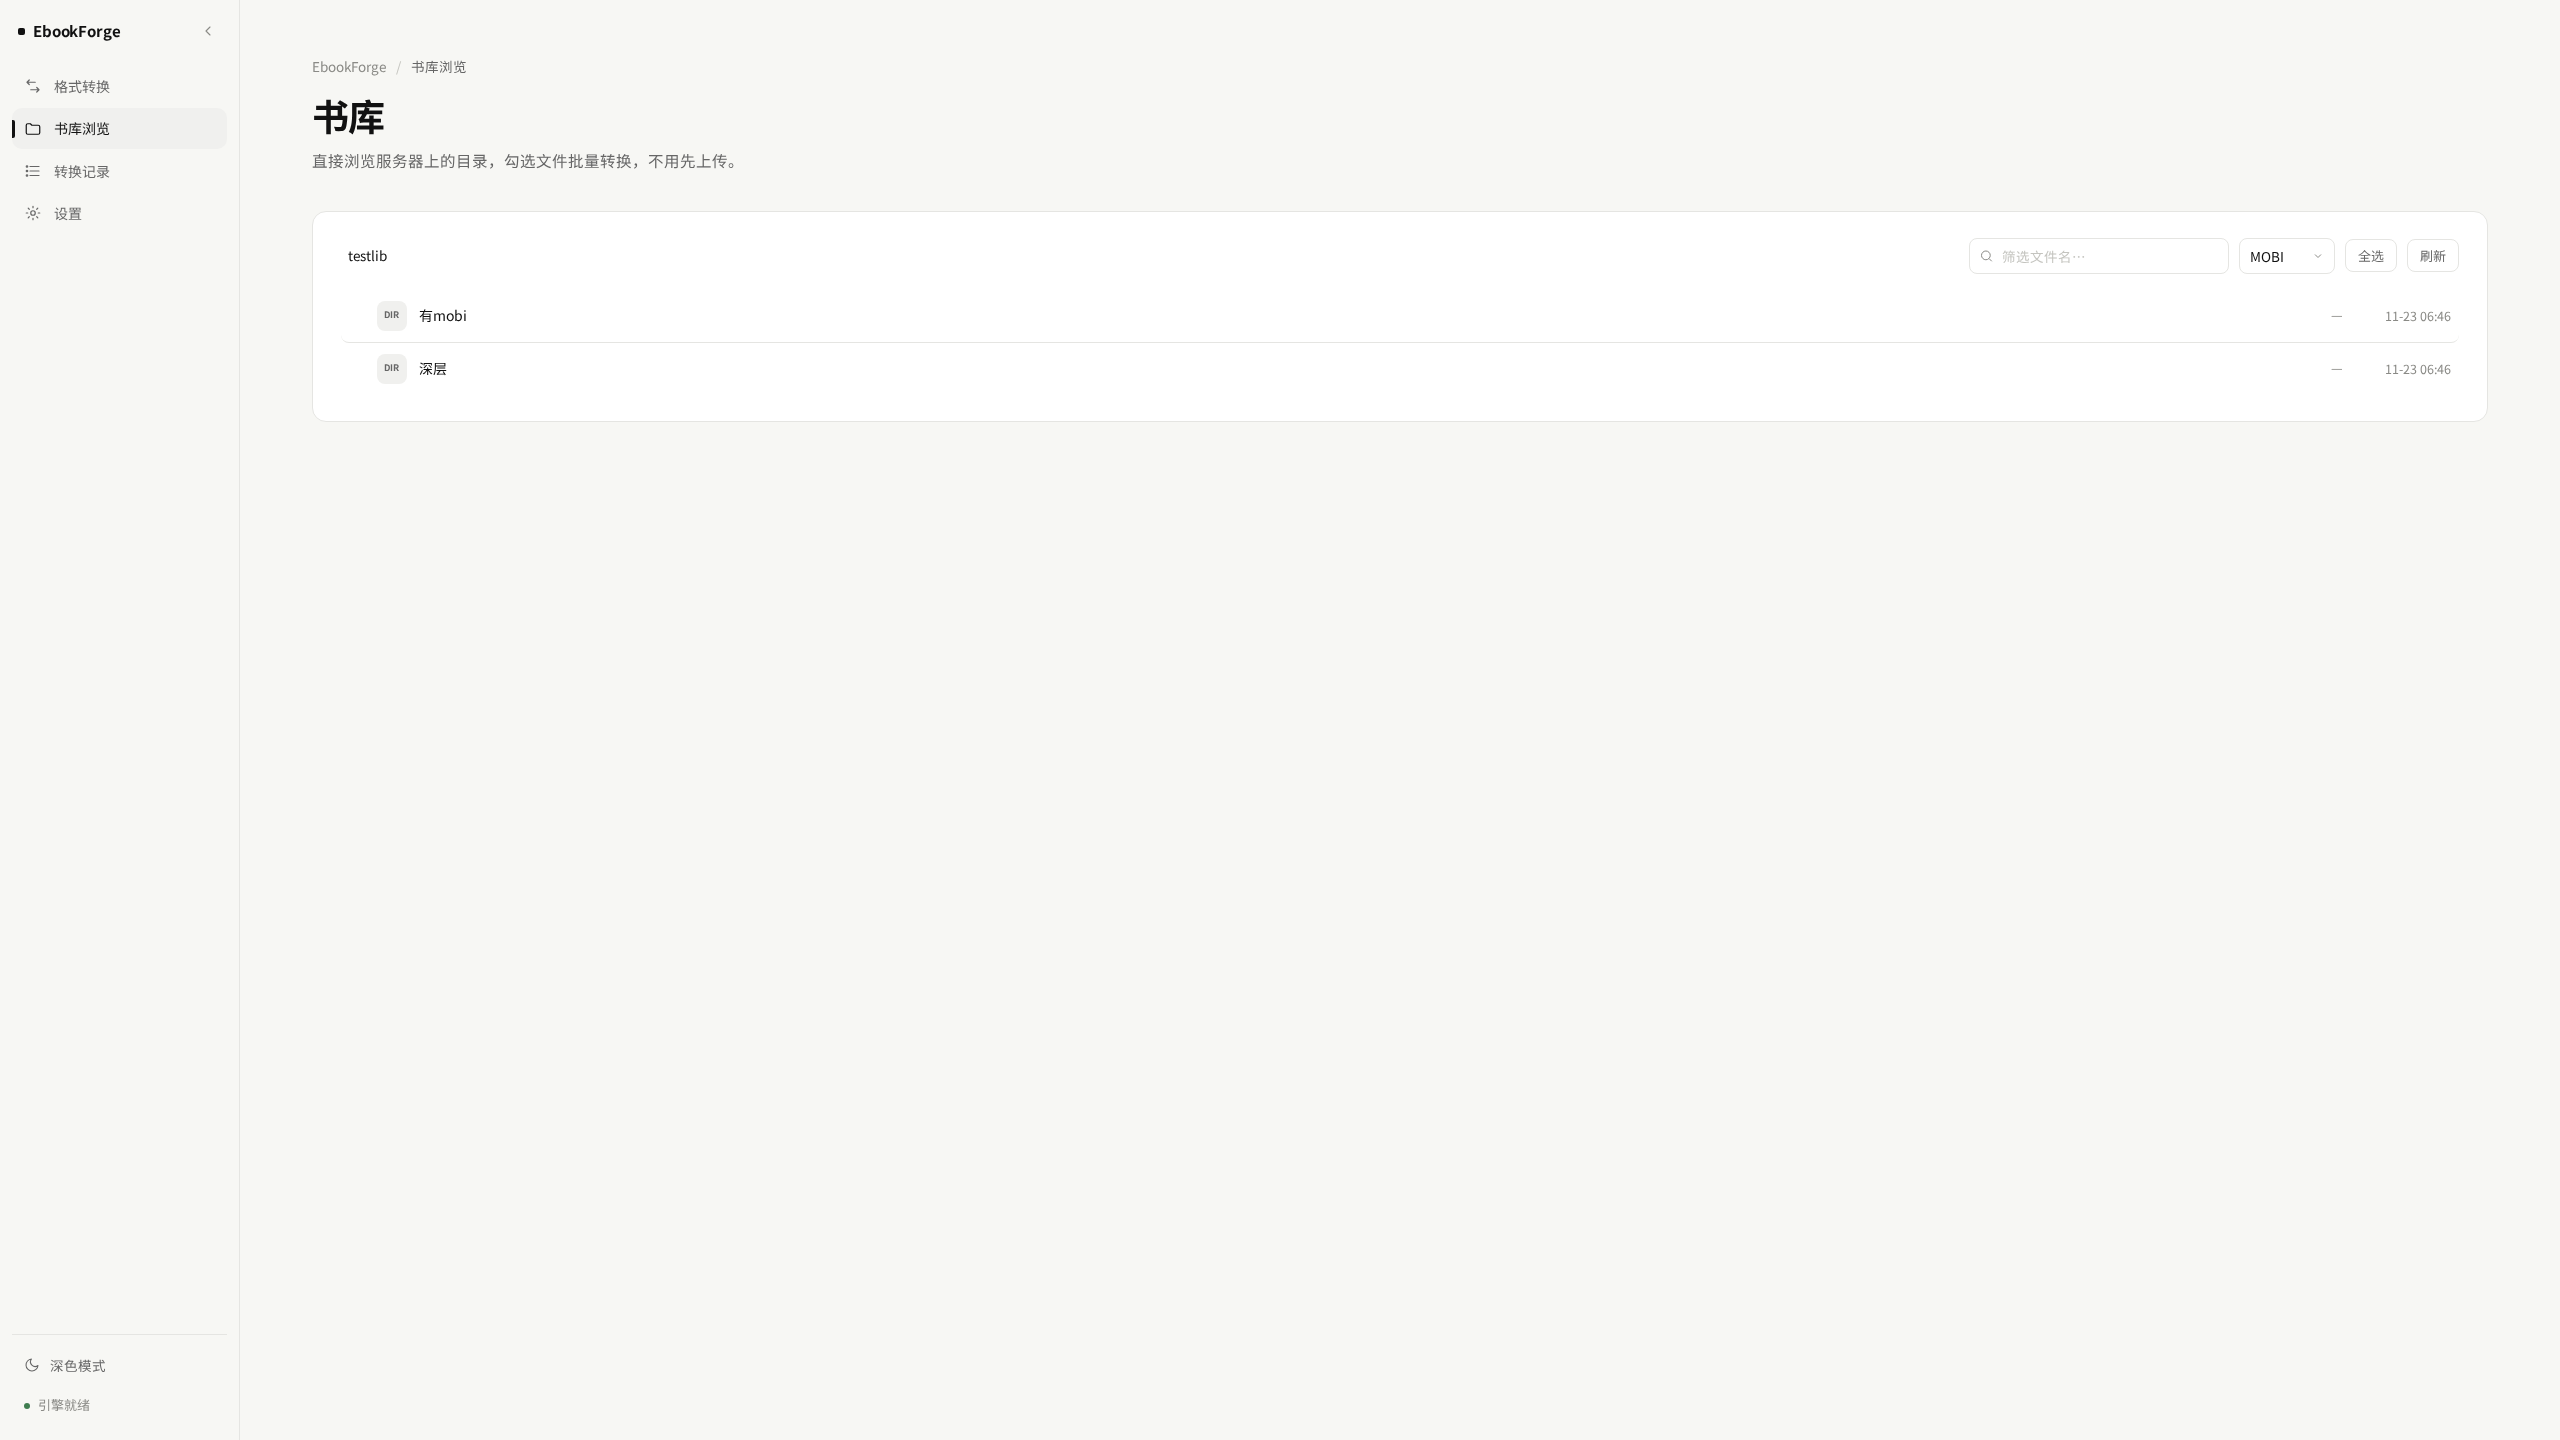 EbookForge
格式转换
书库浏览
转换记录
设置
EbookForge / 书库浏览
书库
直接浏览服务器上的目录，勾选文件批量转换，不用先上传。
testlib 筛选文件名… MOBI 全选 刷新
DIR 有mobi — 11-23 06:46
DIR 深层 — 11-23 06:46
深色模式
引擎就绪